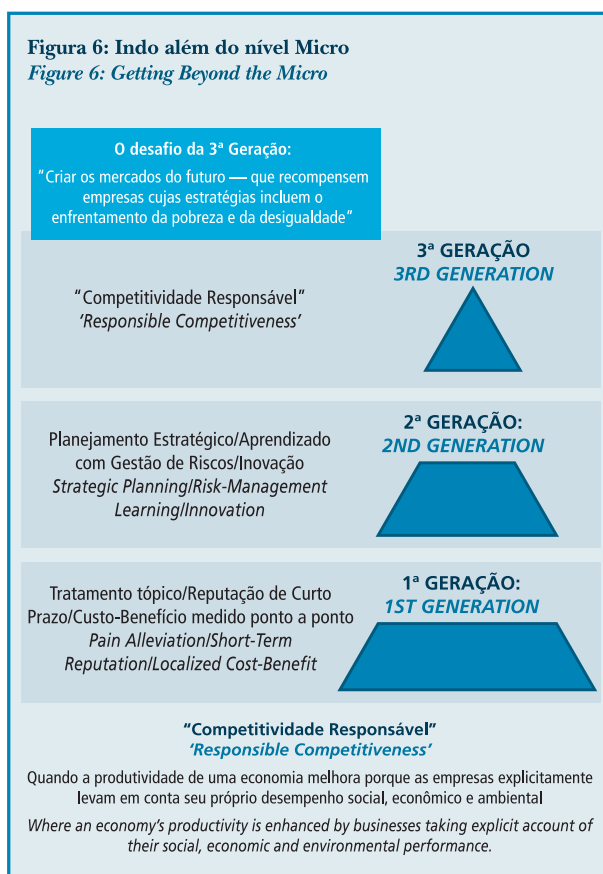 Figura 6: Indo além do nível Micro
Figure 6: Getting Beyond the Micro
O desafio da 3ª Geração:
“Criar os mercados do futuro — que recompensem
empresas cujas estratégias incluem o
enfrentamento da pobreza e da desigualdade”
3ª GERAÇÃO
3RD GENERATION
“Competitividade Responsável”
‘Responsible Competitiveness’
2ª GERAÇÃO:
2ND GENERATION
Planejamento Estratégico/Aprendizado
com Gestão de Riscos/Inovação
Strategic Planning/Risk-Management
Learning/Innovation
1ª GERAÇÃO:
1ST GENERATION
Tratamento tópico/Reputação de Curto
Prazo/Custo-Benefício medido ponto a ponto
Pain Alleviation/Short-Term
Reputation/Localized Cost-Benefit
“Competitividade Responsável”
‘Responsible Competitiveness’
Quando a produtividade de uma economia melhora porque as empresas explicitamente
levam em conta seu próprio desempenho social, econômico e ambiental
Where an economy’s productivity is enhanced by businesses taking explicit account of
their social, economic and environmental performance.